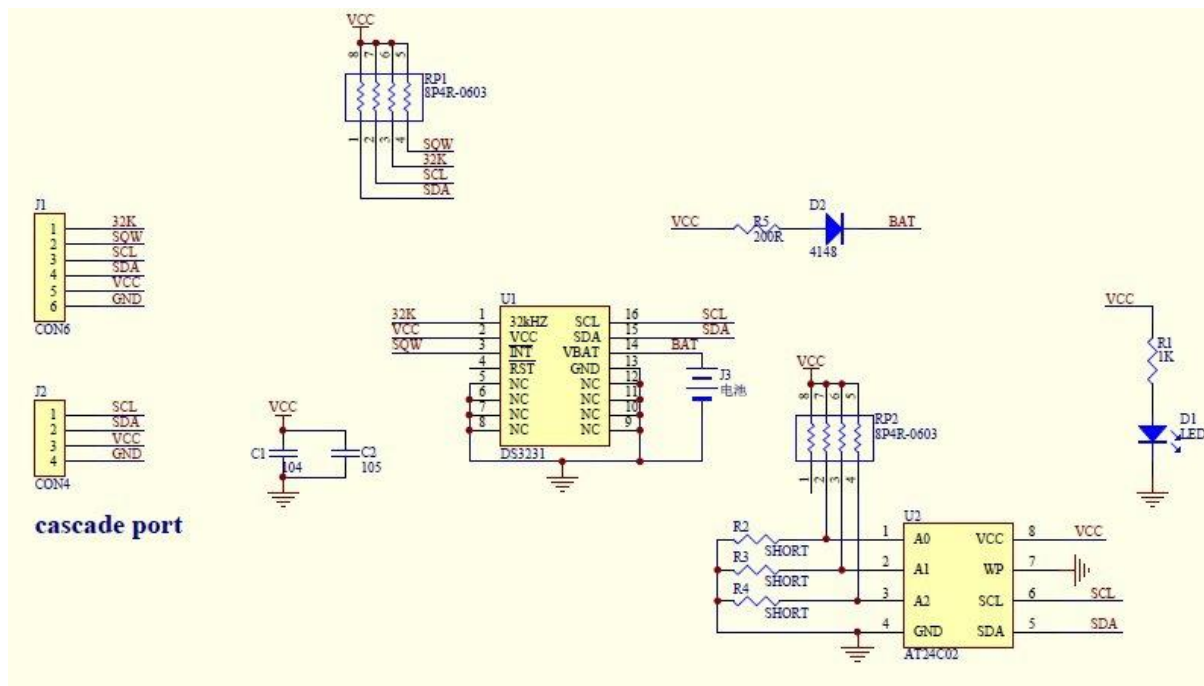 VCC
8 7 6 5
RP1
8P4R-0603
1 2 3 4
SQW
32K
SCL
SDA
J1
1 32K
2 SQW
3 SCL
4 SDA
5 VCC
6 GND
CON6
J2
1 SCL
2 SDA
3 VCC
4 GND
CON4
cascade port
VCC
C1
104
C2
105
VCC
R5
200R
D2
4148
BAT
U1
32K 1 32kHZ SCL 16 SCL
VCC 2 VCC SDA 15 SDA
SQW 3 INT VBAT 14 BAT
4 RST GND 13
5 NC NC 12
6 NC NC 11
7 NC NC 10
8 NC NC 9
DS3231
J3
电池
VCC
8 7 6 5
RP2
8P4R-0603
1 2 3 4
VCC
R1
1K
D1
LED
U2
R2
SHORT
R3
SHORT
R4
SHORT
1 A0 VCC 8 VCC
2 A1 WP 7
3 A2 SCL 6 SCL
4 GND SDA 5 SDA
AT24C02